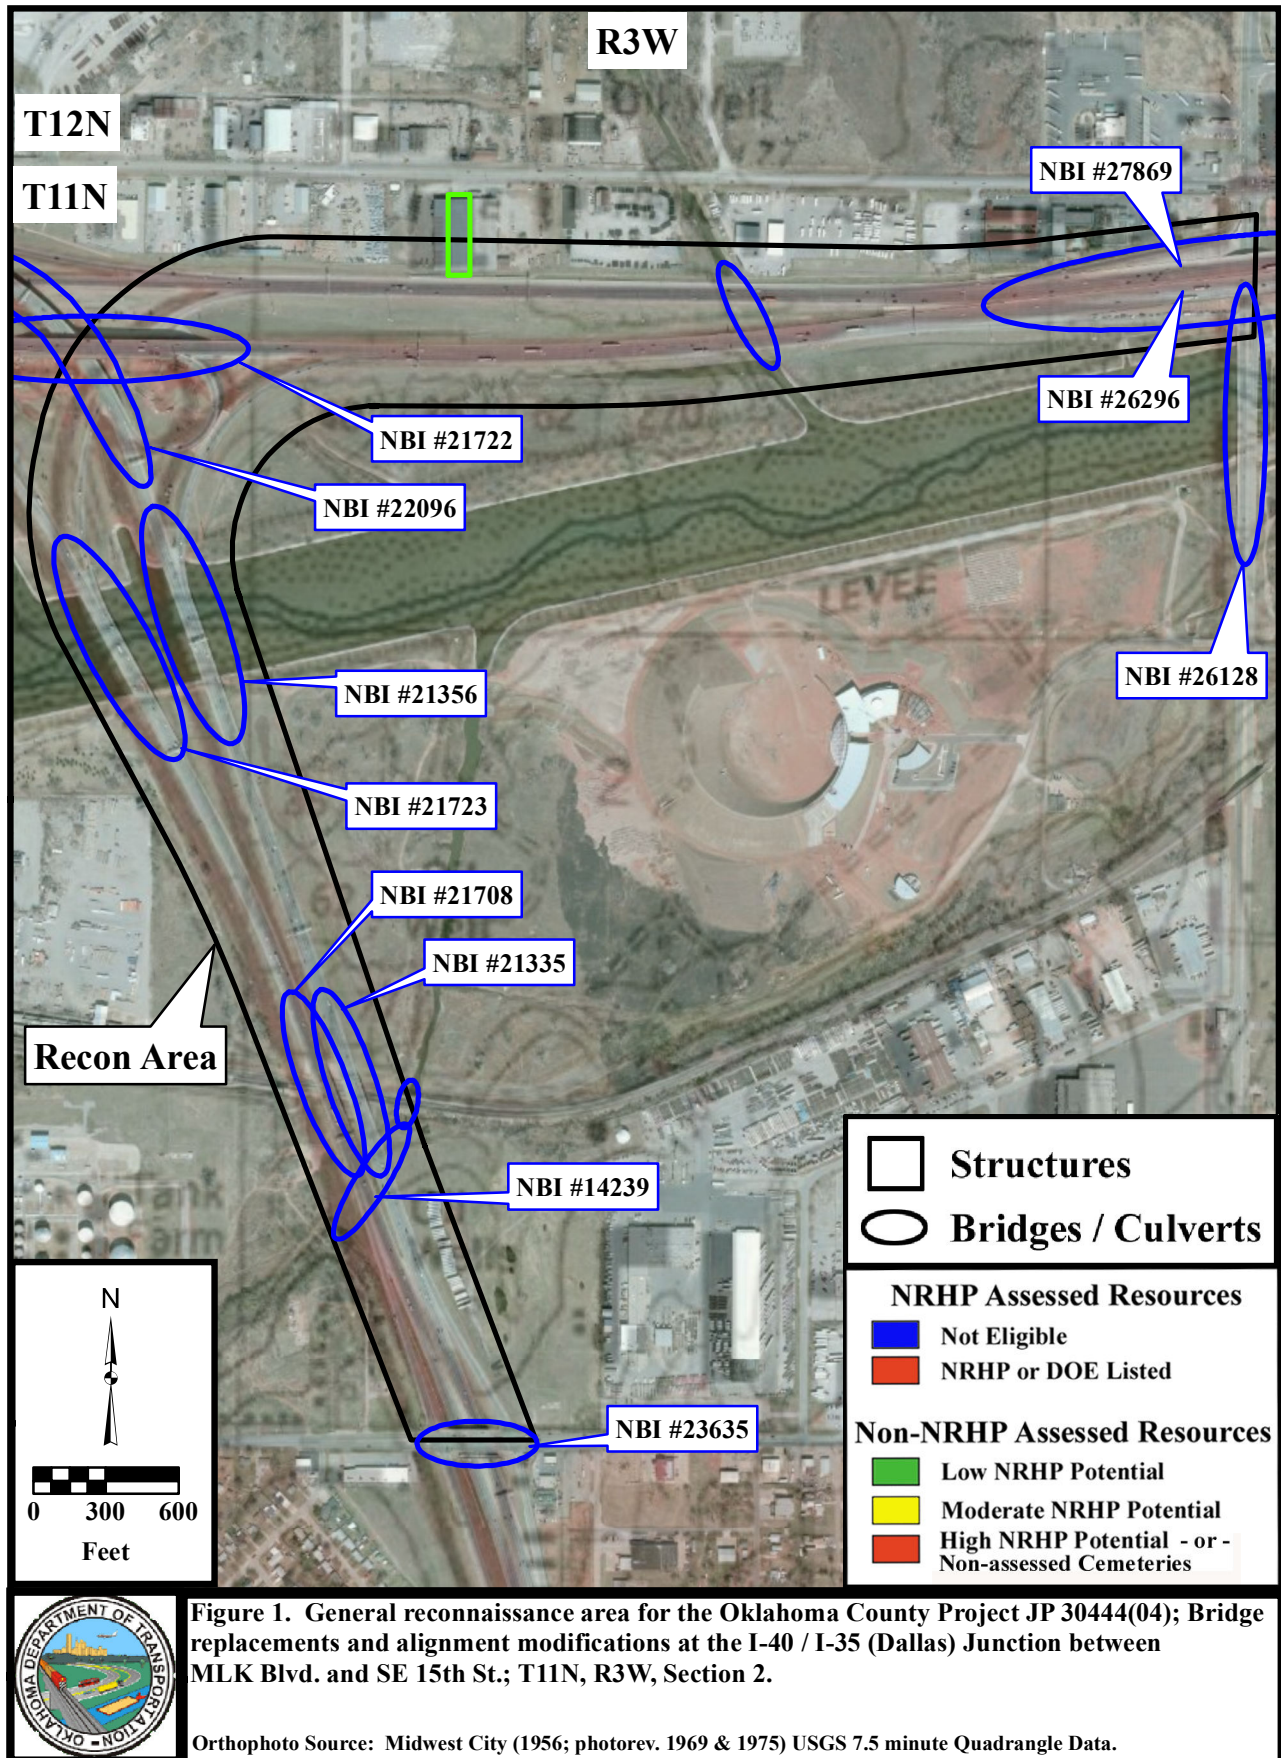 R3W
T12N
T11N
NBI #27869
NBI #26296
NBI #21722
NBI #22096
LEVEE
NBI #26128
NBI #21356
NBI #21723
NBI #21708
NBI #21335
Recon Area
NBI #14239
NBI #23635
Structures
Bridges / Culverts
NRHP Assessed Resources
Not Eligible
NRHP or DOE Listed
Non-NRHP Assessed Resources
Low NRHP Potential
Moderate NRHP Potential
High NRHP Potential - or -
Non-assessed Cemeteries
N
0 300 600
Feet
OKLAHOMA DEPARTMENT OF TRANSPORTATION
Figure 1. General reconnaissance area for the Oklahoma County Project JP 30444(04); Bridge
replacements and alignment modifications at the I-40 / I-35 (Dallas) Junction between
MLK Blvd. and SE 15th St.; T11N, R3W, Section 2.
Orthophoto Source: Midwest City (1956; photorev. 1969 & 1975) USGS 7.5 minute Quadrangle Data.